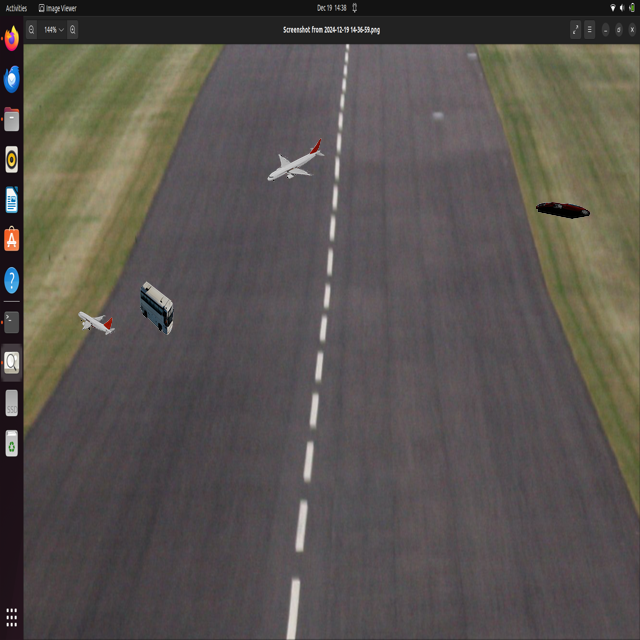 Activities
Image Viewer
Dec 19 14:38
144%
Screenshot from 2024-12-19 14-36-59.png